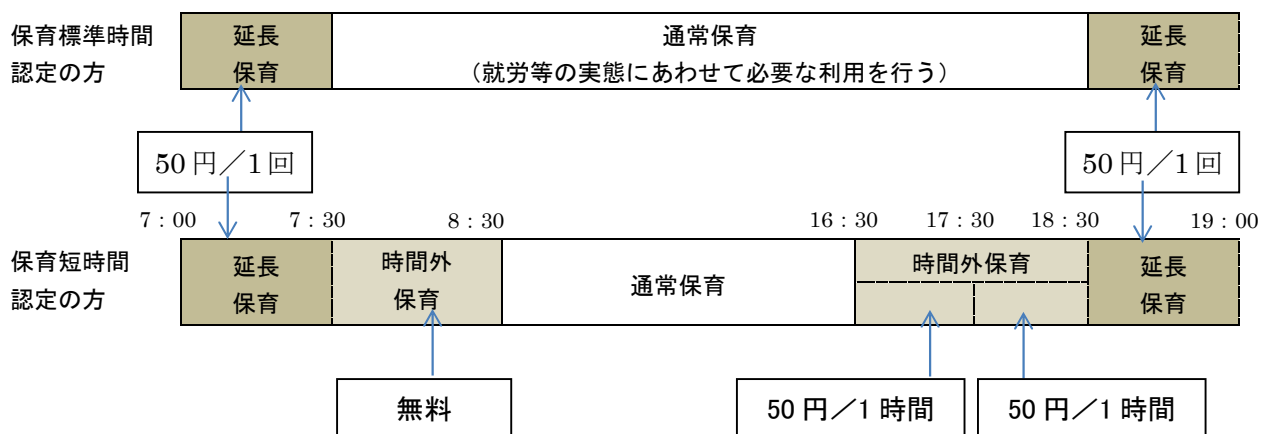 保育標準時間
認定の方
延長
保育
通常保育
(就労等の実態にあわせて必要な利用を行う)
延長
保育
50円／1回
50円／1回
7：00
7：30
8：30
16：30
17：30
18：30
19：00
保育短時間
認定の方
延長
保育
時間外
保育
通常保育
時間外保育
延長
保育
無料
50円／1時間
50円／1時間